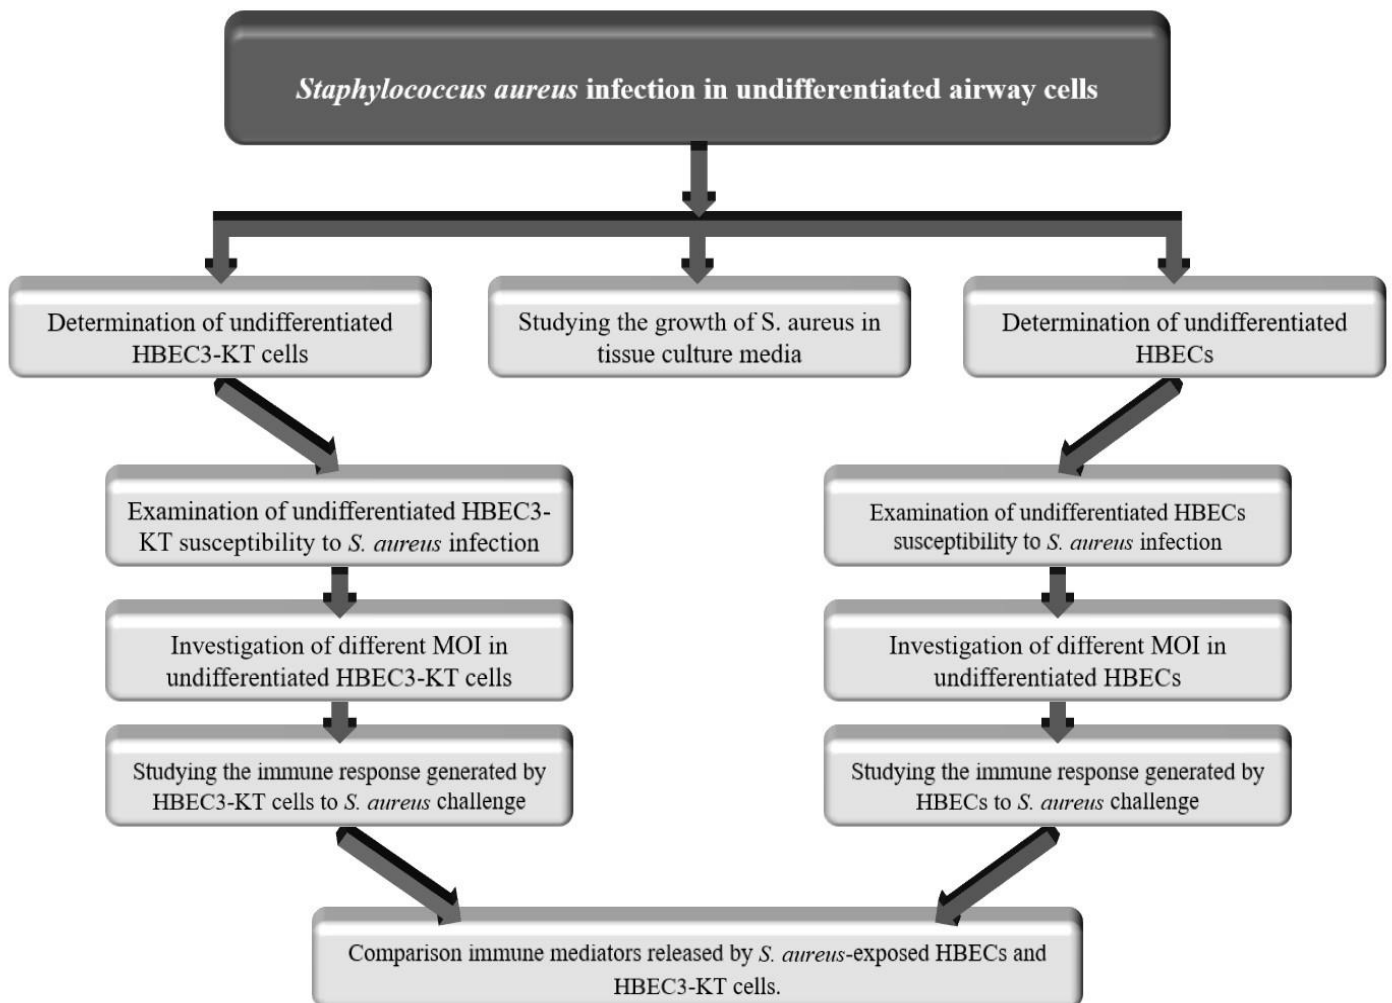 Staphylococcus aureus infection in undifferentiated airway cells
Determination of undifferentiated
HBEC3-KT cells
Studying the growth of S. aureus in
tissue culture media
Determination of undifferentiated
HBECs
Examination of undifferentiated HBEC3-
KT susceptibility to S. aureus infection
Examination of undifferentiated HBECs
susceptibility to S. aureus infection
Investigation of different MOI in
undifferentiated HBEC3-KT cells
Investigation of different MOI in
undifferentiated HBECs
Studying the immune response generated by
HBEC3-KT cells to S. aureus challenge
Studying the immune response generated by
HBECs to S. aureus challenge
Comparison immune mediators released by S. aureus-exposed HBECs and
HBEC3-KT cells.